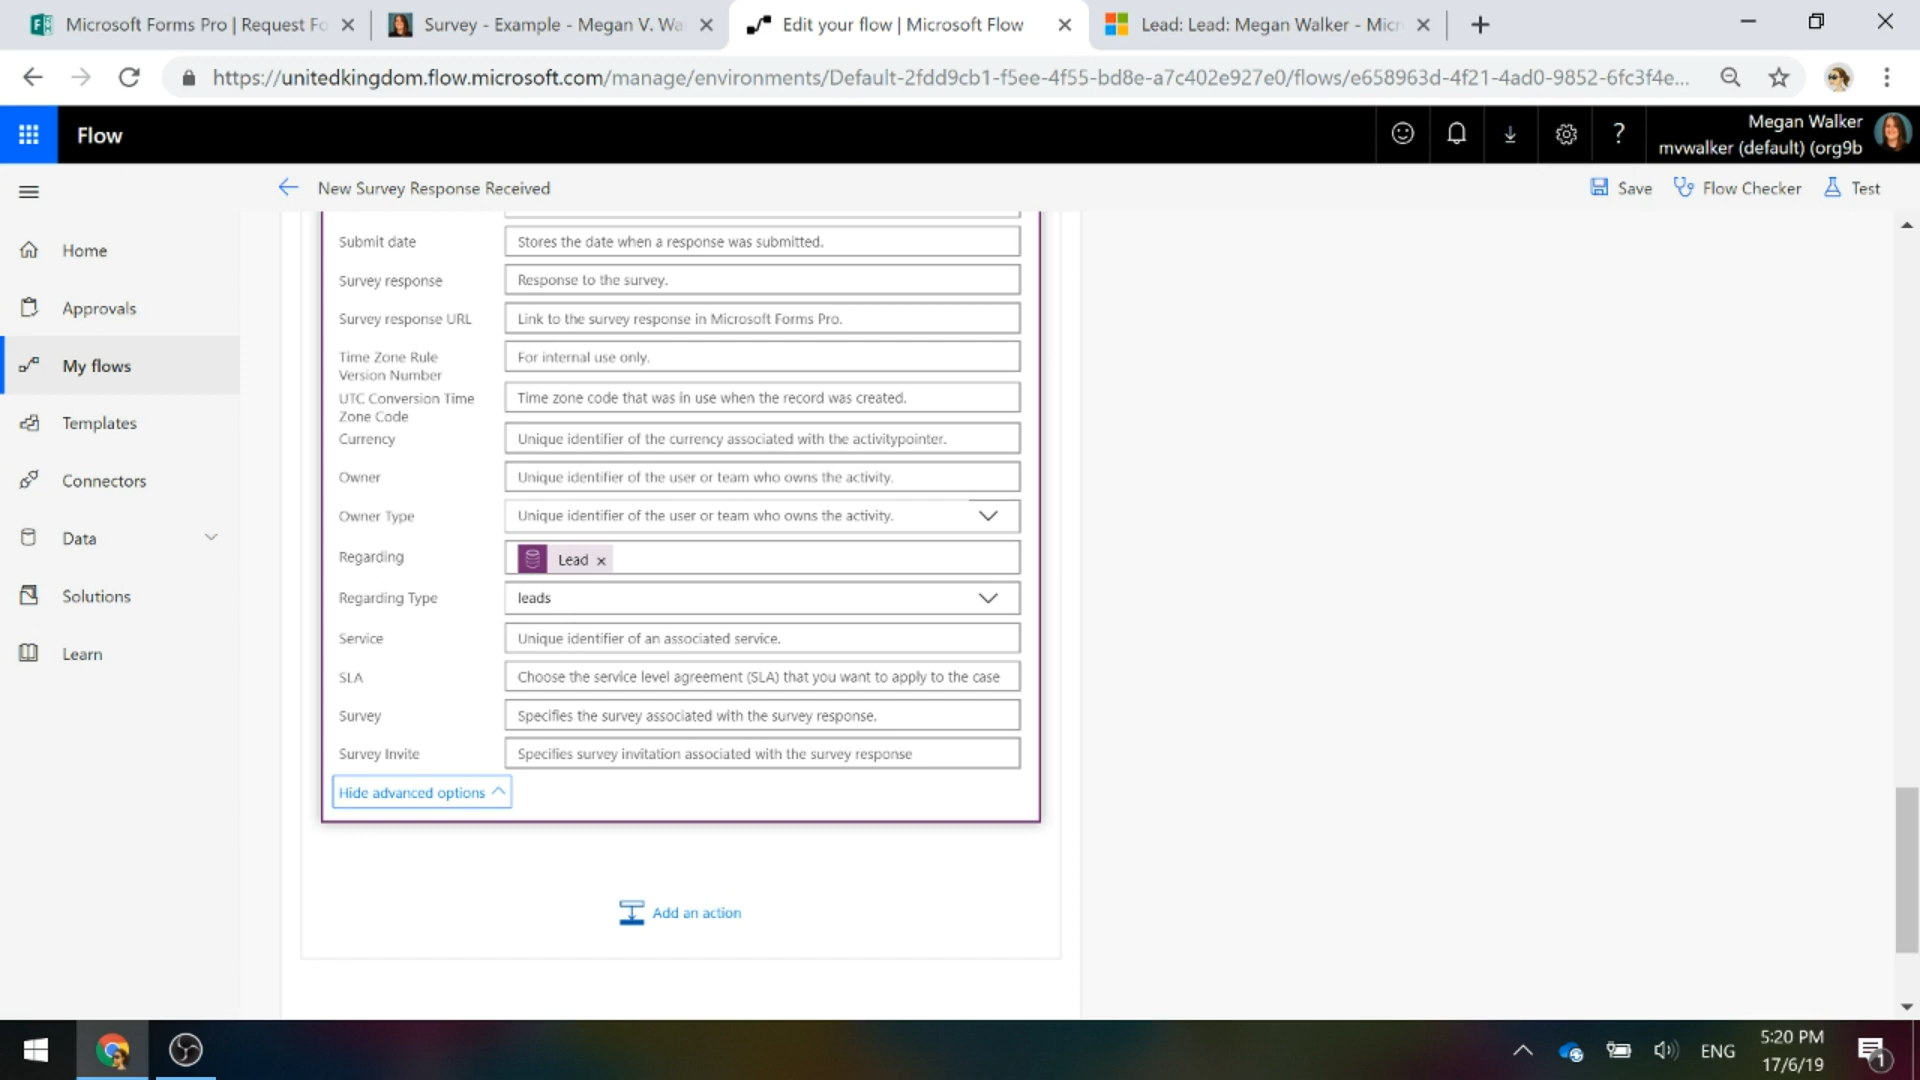 Microsoft Forms Pro | Request Fo
Survey - Example - Megan V. Wa
Edit your flow | Microsoft Flow
Lead: Lead: Megan Walker - Micr
https://unitedkingdom.flow.microsoft.com/manage/environments/Default-2fdd9cb1-f5ee-4f55-bd8e-a7c402e927e0/flows/e658963d-4f21-4ad0-9852-6fc3f4e...
Flow
Megan Walker
mvwalker (default) (org9b
New Survey Response Received
Save
Flow Checker
Test
Home
Approvals
My flows
Templates
Connectors
Data
Solutions
Learn
Submit date
Stores the date when a response was submitted.
Survey response
Response to the survey.
Survey response URL
Link to the survey response in Microsoft Forms Pro.
Time Zone Rule
Version Number
For internal use only.
UTC Conversion Time
Zone Code
Time zone code that was in use when the record was created.
Currency
Unique identifier of the currency associated with the activitypointer.
Owner
Unique identifier of the user or team who owns the activity.
Owner Type
Unique identifier of the user or team who owns the activity.
Regarding
Lead ×
Regarding Type
leads
Service
Unique identifier of an associated service.
SLA
Choose the service level agreement (SLA) that you want to apply to the case
Survey
Specifies the survey associated with the survey response.
Survey Invite
Specifies survey invitation associated with the survey response
Hide advanced options
Add an action
ENG
5:20 PM
17/6/19
1